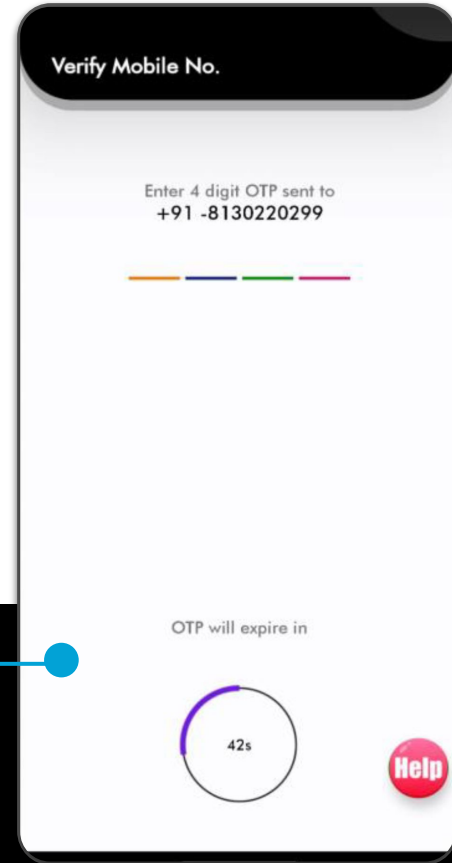 Verify Mobile No.
Enter 4 digit OTP sent to
+91 -8130220299
OTP will expire in
42s
Help